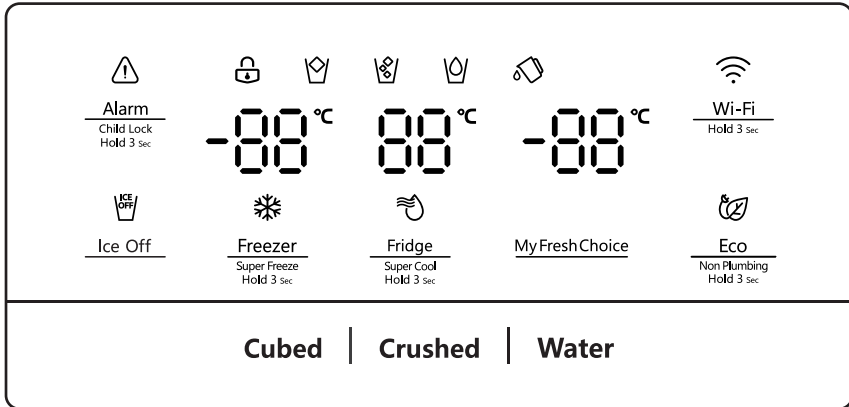 Alarm
Child Lock
Hold 3 Sec
-88 °C
88 °C
-88 °C
Wi-Fi
Hold 3 Sec
ICE
OFF
Ice Off
Freezer
Super Freeze
Hold 3 Sec
Fridge
Super Cool
Hold 3 Sec
My Fresh Choice
Eco
Non Plumbing
Hold 3 Sec
Cubed | Crushed | Water